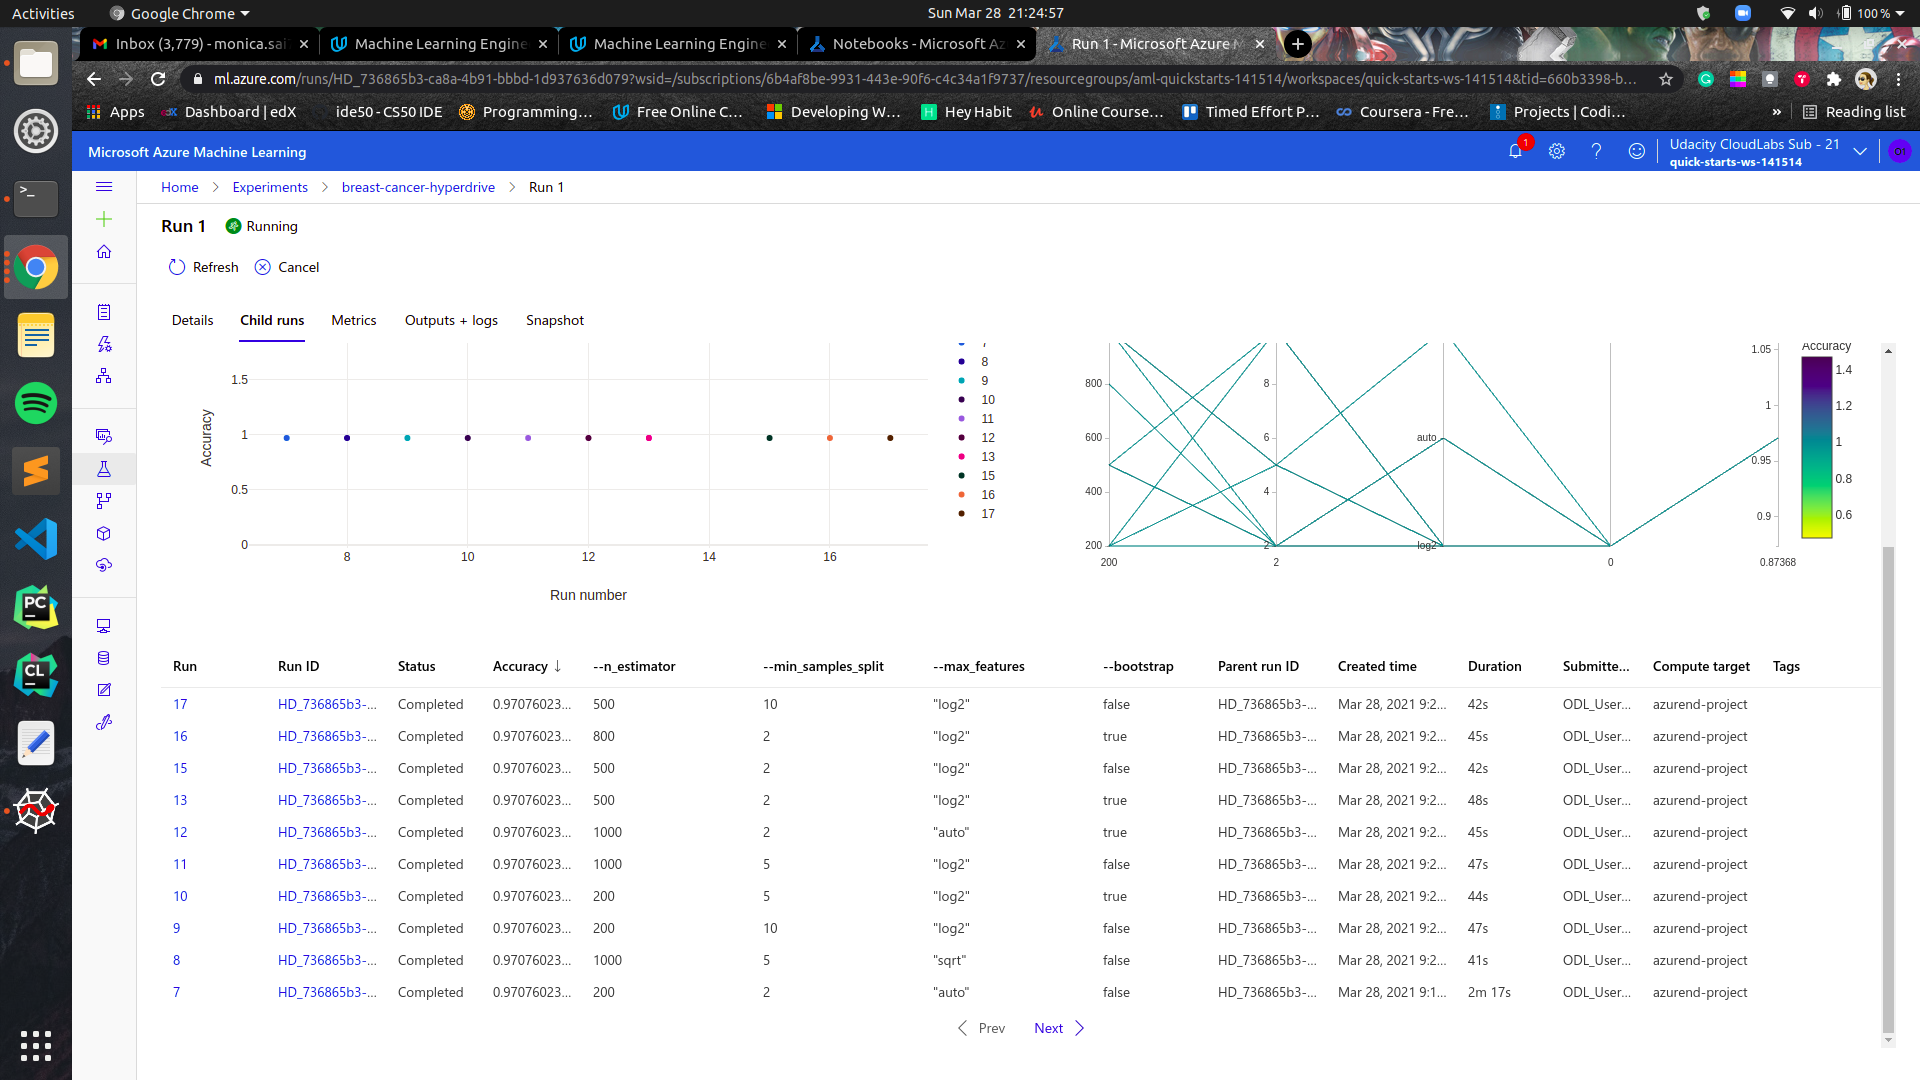 Activities
Google Chrome
Sun Mar 28 21:24:57
100 %
Inbox (3,779) - monica.sai
Machine Learning Engine
Machine Learning Engine
Notebooks - Microsoft Az
Run 1 - Microsoft Azure M
ml.azure.com/runs/HD_736865b3-ca8a-4b91-bbbd-1d937636d079?wsid=/subscriptions/6b4af8be-9931-443e-90f6-c4c34a1f9737/resourcegroups/aml-quickstarts-141514/workspaces/quick-starts-ws-141514&tid=660b3398-b...
Apps
Dashboard | edX
ide50 - CS50 IDE
Programming...
Free Online C...
Developing W...
Hey Habit
Online Course...
Timed Effort P...
Coursera - Fre...
Projects | Codi...
»
Reading list
Microsoft Azure Machine Learning
1
Udacity CloudLabs Sub - 21
quick-starts-ws-141514
Home > Experiments > breast-cancer-hyperdrive > Run 1
Run 1
Running
Refresh
Cancel
Details
Child runs
Metrics
Outputs + logs
Snapshot
Accuracy
1.5
1
0.5
0
8 10 12 14 16
Run number
7
8
9
10
11
12
13
15
16
17
800
600
400
200
200
8
6
4
2
2
auto
log2
0
1.05
1
0.95
0.9
0.87368
Accuracy
1.4
1.2
1
0.8
0.6
Run Run ID Status Accuracy ↓ --n_estimator --min_samples_split --max_features --bootstrap Parent run ID Created time Duration Submitte... Compute target Tags
17 HD_736865b3-... Completed 0.97076023... 500 10 "log2" false HD_736865b3-... Mar 28, 2021 9:2... 42s ODL_User... azurend-project
16 HD_736865b3-... Completed 0.97076023... 800 2 "log2" true HD_736865b3-... Mar 28, 2021 9:2... 45s ODL_User... azurend-project
15 HD_736865b3-... Completed 0.97076023... 500 2 "log2" false HD_736865b3-... Mar 28, 2021 9:2... 42s ODL_User... azurend-project
13 HD_736865b3-... Completed 0.97076023... 500 2 "log2" true HD_736865b3-... Mar 28, 2021 9:2... 48s ODL_User... azurend-project
12 HD_736865b3-... Completed 0.97076023... 1000 2 "auto" true HD_736865b3-... Mar 28, 2021 9:2... 45s ODL_User... azurend-project
11 HD_736865b3-... Completed 0.97076023... 1000 5 "log2" false HD_736865b3-... Mar 28, 2021 9:2... 47s ODL_User... azurend-project
10 HD_736865b3-... Completed 0.97076023... 200 5 "log2" true HD_736865b3-... Mar 28, 2021 9:2... 44s ODL_User... azurend-project
9 HD_736865b3-... Completed 0.97076023... 200 10 "log2" false HD_736865b3-... Mar 28, 2021 9:2... 47s ODL_User... azurend-project
8 HD_736865b3-... Completed 0.97076023... 1000 5 "sqrt" false HD_736865b3-... Mar 28, 2021 9:2... 41s ODL_User... azurend-project
7 HD_736865b3-... Completed 0.97076023... 200 2 "auto" false HD_736865b3-... Mar 28, 2021 9:1... 2m 17s ODL_User... azurend-project
Prev
Next
PC
CL